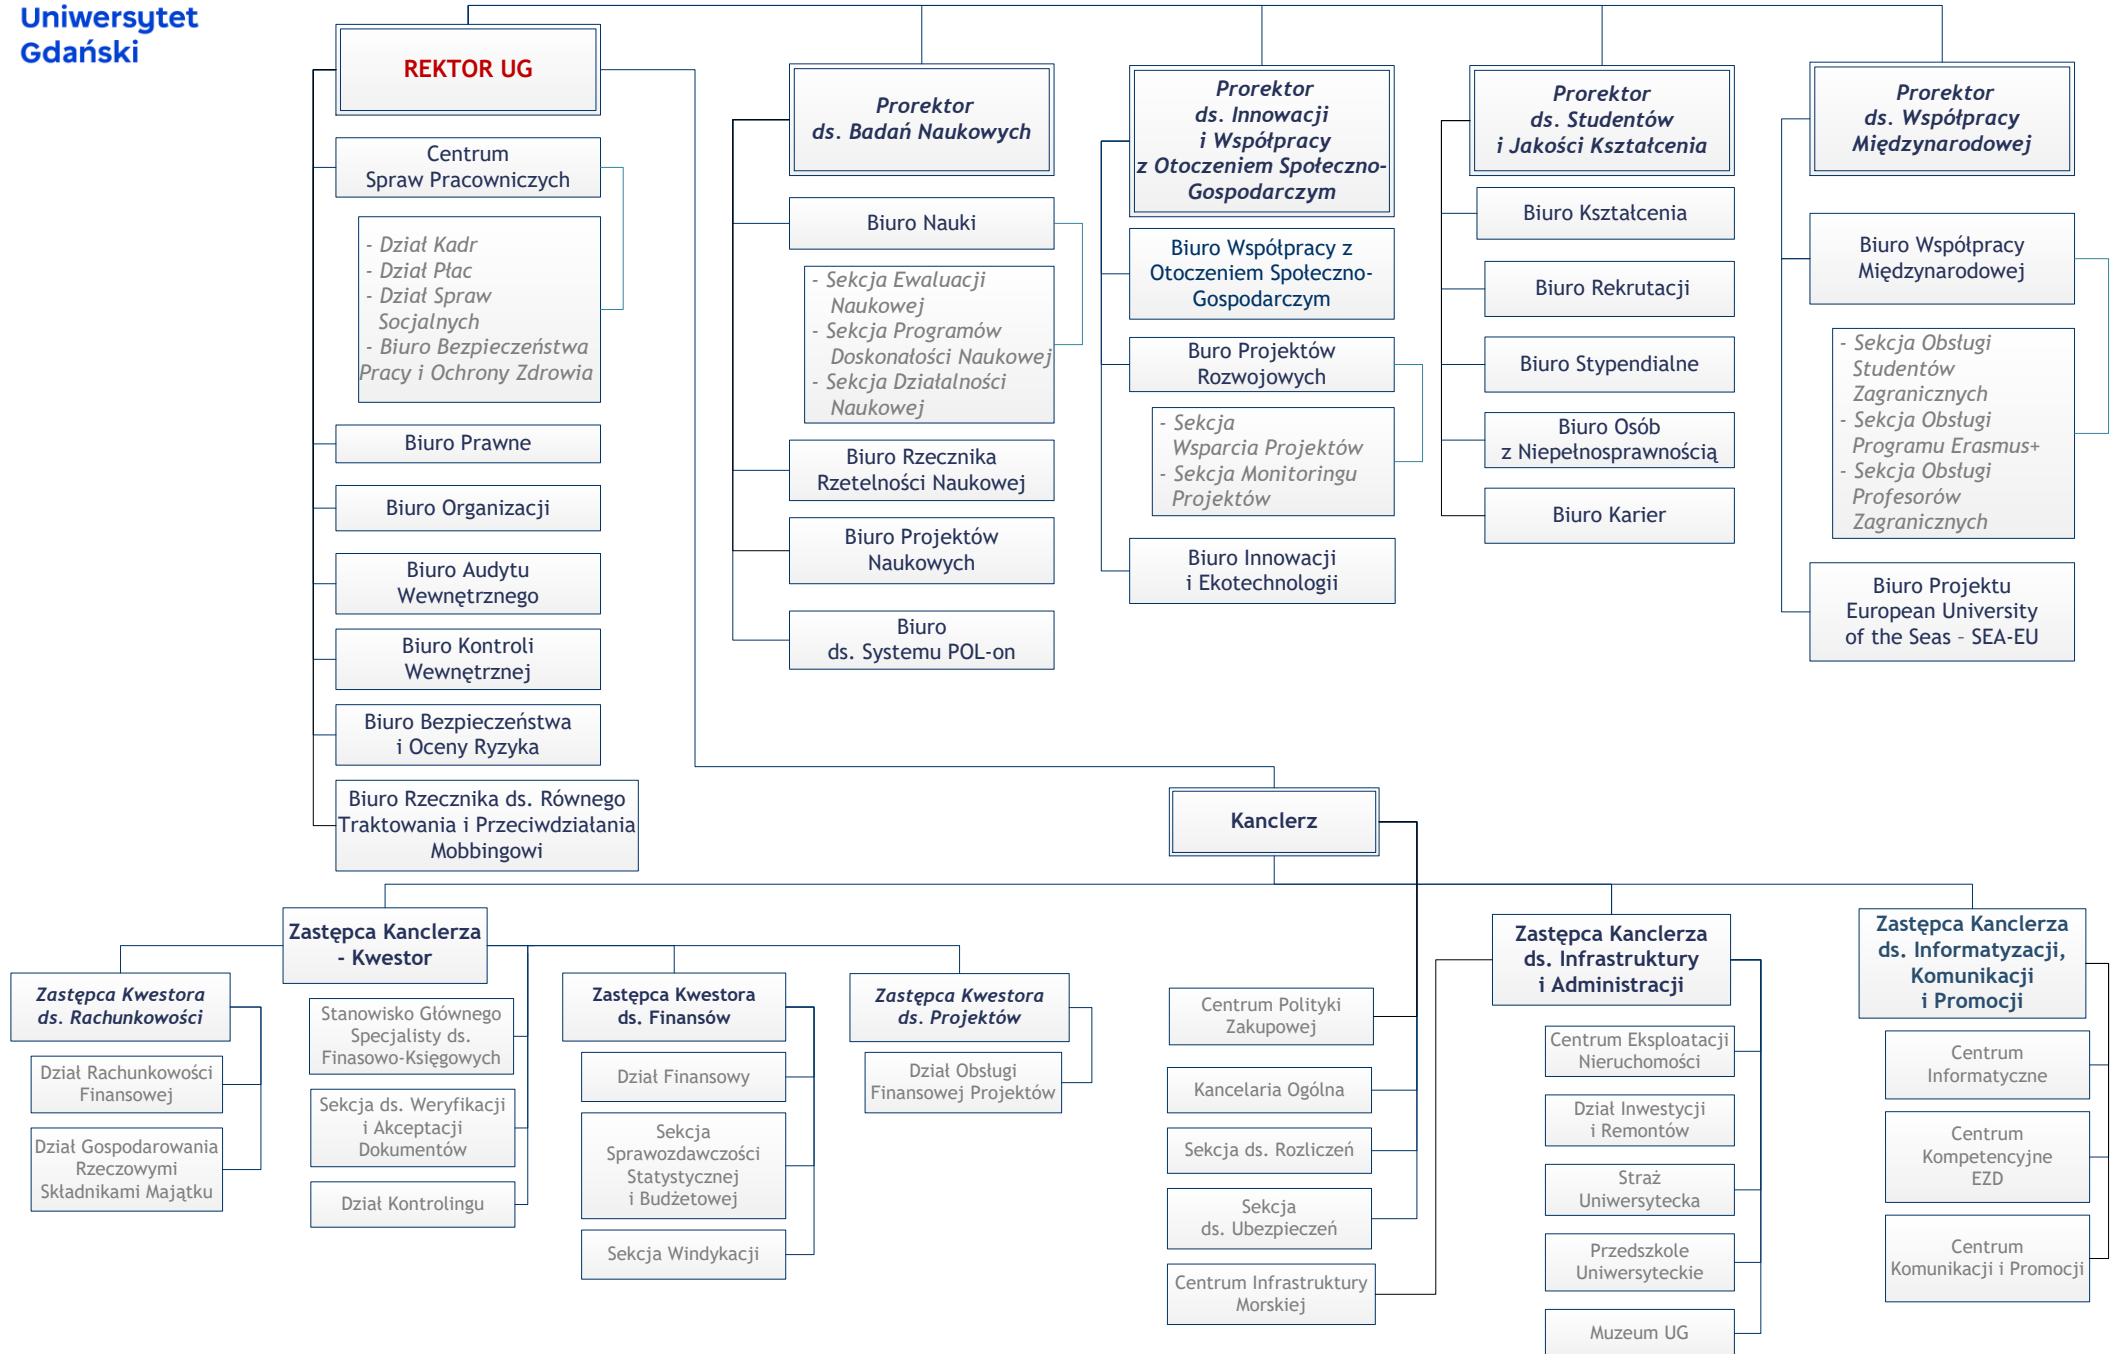 Uniwersytet
Gdański
REKTOR UG
Centrum
Spraw Pracowniczych
- Dział Kadr
- Dział Płac
- Dział Spraw
Socjalnych
- Biuro Bezpieczeństwa
Pracy i Ochrony Zdrowia
Biuro Prawne
Biuro Organizacji
Biuro Audytu
Wewnętrznego
Biuro Kontroli
Wewnętrznej
Biuro Bezpieczeństwa
i Oceny Ryzyka
Biuro Rzecznika ds. Równego
Traktowania i Przeciwdziałania
Mobbingowi
Prorektor
ds. Badań Naukowych
Biuro Nauki
- Sekcja Ewaluacji
Naukowej
- Sekcja Programów
Doskonałości Naukowej
- Sekcja Działalności
Naukowej
Biuro Rzecznika
Rzetelności Naukowej
Biuro Projektów
Naukowych
Biuro
ds. Systemu POL-on
Prorektor
ds. Innowacji
i Współpracy
z Otoczeniem Społeczno-
Gospodarczym
Biuro Współpracy z
Otoczeniem Społeczno-
Gospodarczym
Buro Projektów
Rozwojowych
- Sekcja
Wsparcia Projektów
- Sekcja Monitoringu
Projektów
Biuro Innowacji
i Ekotechnologii
Prorektor
ds. Studentów
i Jakości Kształcenia
Biuro Kształcenia
Biuro Rekrutacji
Biuro Stypendialne
Biuro Osób
z Niepełnosprawnością
Biuro Karier
Prorektor
ds. Współpracy
Międzynarodowej
Biuro Współpracy
Międzynarodowej
- Sekcja Obsługi
Studentów
Zagranicznych
- Sekcja Obsługi
Programu Erasmus+
- Sekcja Obsługi
Profesorów
Zagranicznych
Biuro Projektu
European University
of the Seas – SEA-EU
Kanclerz
Zastępca Kanclerza
- Kwestor
Zastępca Kwestora
ds. Rachunkowości
Dział Rachunkowości
Finansowej
Dział Gospodarowania
Rzeczowymi
Składnikami Majątku
Stanowisko Głównego
Specjalisty ds.
Finasowo-Księgowych
Sekcja ds. Weryfikacji
i Akceptacji
Dokumentów
Dział Kontrolingu
Zastępca Kwestora
ds. Finansów
Dział Finansowy
Sekcja
Sprawozdawczości
Statystycznej
i Budżetowej
Sekcja Windykacji
Zastępca Kwestora
ds. Projektów
Dział Obsługi
Finansowej Projektów
Centrum Polityki
Zakupowej
Kancelaria Ogólna
Sekcja ds. Rozliczeń
Sekcja
ds. Ubezpieczeń
Centrum Infrastruktury
Morskiej
Zastępca Kanclerza
ds. Infrastruktury
i Administracji
Centrum Eksploatacji
Nieruchomości
Dział Inwestycji
i Remontów
Straż
Uniwersytecka
Przedszkole
Uniwersyteckie
Muzeum UG
Zastępca Kanclerza
ds. Informatyzacji,
Komunikacji
i Promocji
Centrum
Informatyczne
Centrum
Kompetencyjne
EZD
Centrum
Komunikacji i Promocji